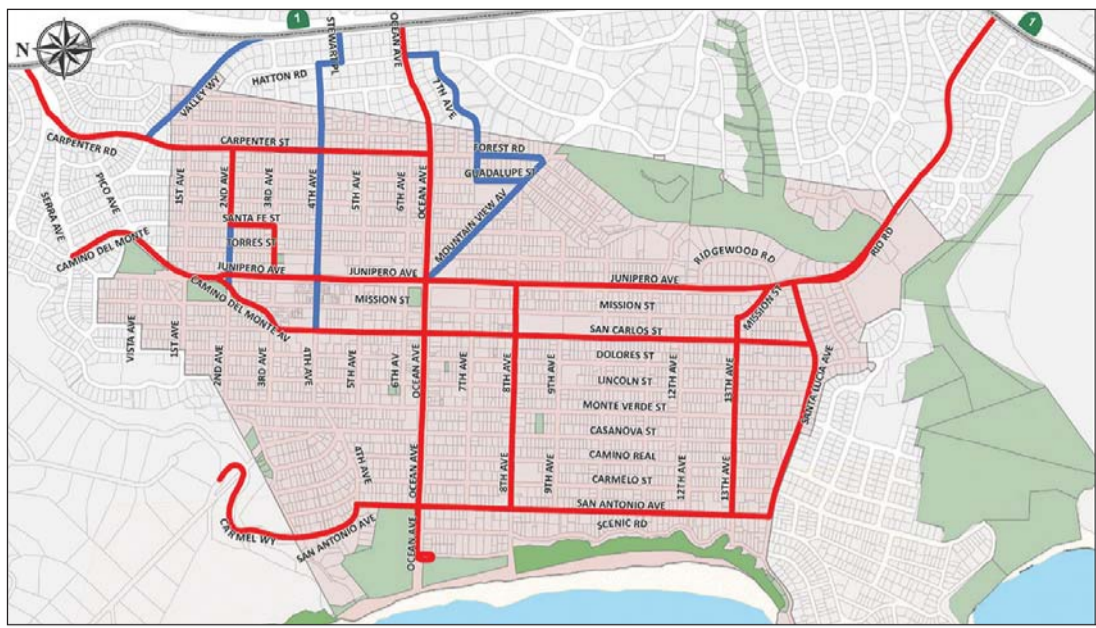 1
STEWART PL
OCEAN AVE
1
N
HATTON RD
VALLEY WY
7TH AVE
CARPENTER RD
CARPENTER ST
FOREST RD
GUADALUPE ST
PICO AVE
SERRA AVE
1ST AVE
2ND AVE
3RD AVE
4TH AVE
5TH AVE
6TH AVE
OCEAN AVE
MOUNTAIN VIEW AV
SANTA FE ST
TORRES ST
CAMINO DEL MONTE
RIDGEWOOD RD
RIO RD
JUNIPERO AVE
JUNIPERO AVE
JUNIPERO AVE
CAMINO DEL MONTE AV
MISSION ST
MISSION ST
MISSION ST
SAN CARLOS ST
VISTA AVE
1ST AVE
2ND AVE
3RD AVE
4TH AVE
5TH AVE
6TH AV
OCEAN AVE
7TH AVE
8TH AVE
9TH AVE
DOLORES ST
12TH AVE
13TH AVE
SANTA LUCIA AVE
LINCOLN ST
MONTE VERDE ST
CASANOVA ST
CAMINO REAL
CARMELO ST
4TH AVE
OCEAN AVE
8TH AVE
9TH AVE
12TH AVE
13TH AVE
SAN ANTONIO AVE
SCENIC RD
CARMEL WY
SAN ANTONIO AVE
OCEAN AVE